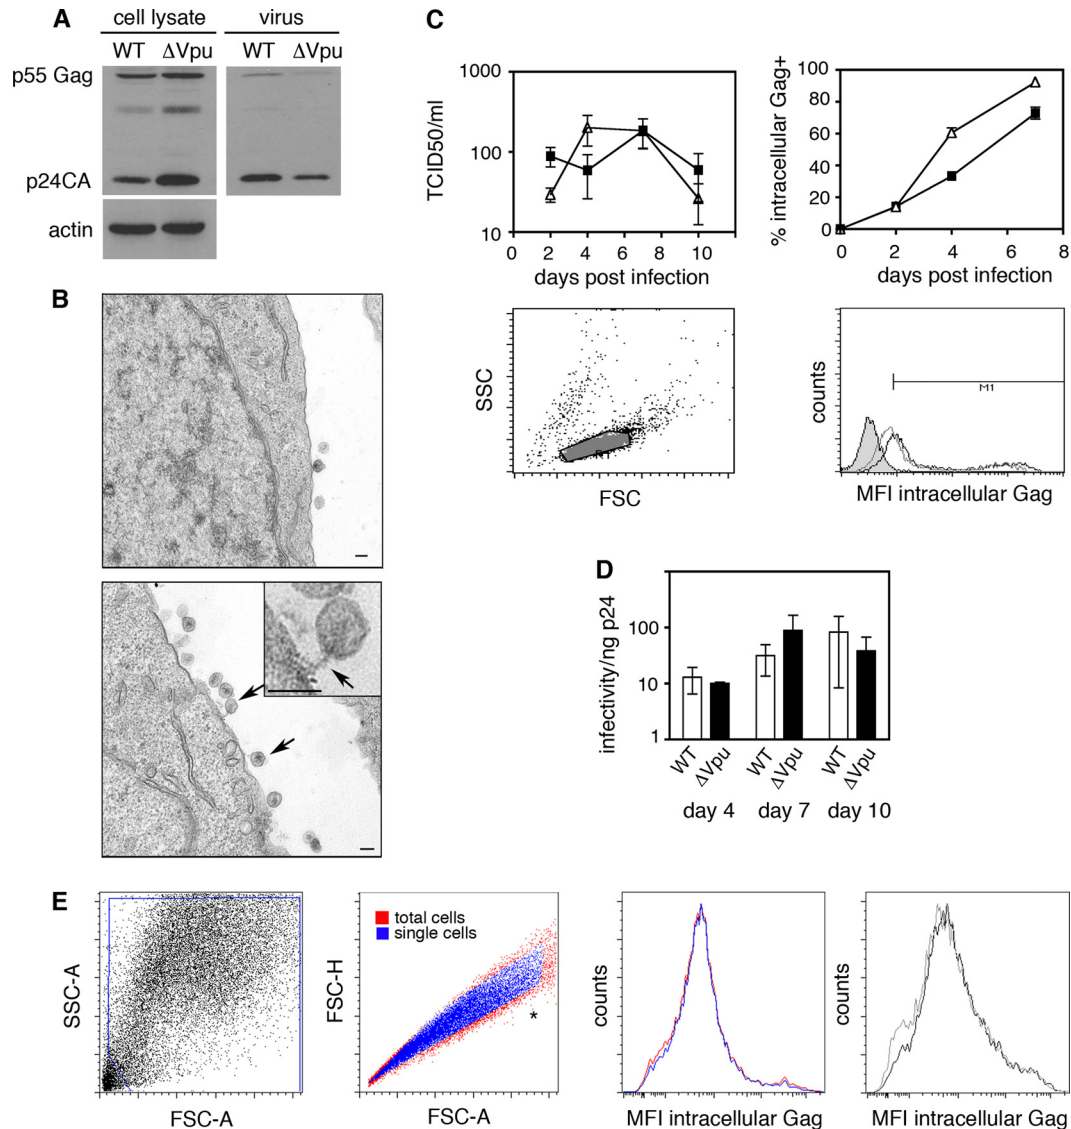 A
cell lysate
virus
WT ΔVpu WT ΔVpu
p55 Gag
p24CA
actin
B
C
TCID50/ml
1000
100
10
0 2 4 6 8 10
days post infection
% intracellular Gag+
100
80
60
40
20
0
0 2 4 6 8
days post infection
SSC
FSC
counts
M1
MFI intracellular Gag
D
infectivity/ng p24
100
10
1
WT ΔVpu WT ΔVpu WT ΔVpu
day 4 day 7 day 10
E
SSC-A
FSC-A
FSC-H
total cells
single cells
*
FSC-A
counts
MFI intracellular Gag
counts
MFI intracellular Gag